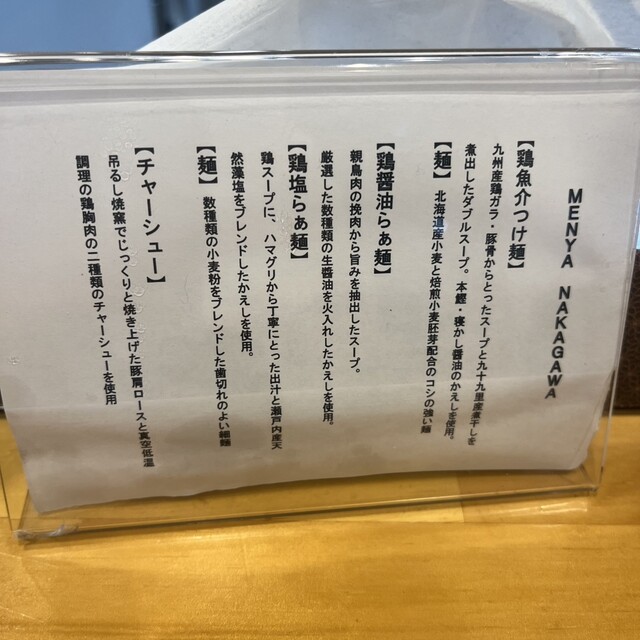 MENYA NAKAGAWA
【鶏魚介つけ麺】
九州産鶏ガラ・豚骨からとったスープと九十九里産煮干しを
煮出したダブルスープ。本鰹・寝かし醤油のかえしを使用。
【麺】北海道産小麦と焙煎小麦胚芽配合のコシの強い麺
【鶏醤油らぁ麺】
親鳥肉の挽肉から旨みを抽出したスープ。
厳選した数種類の生醤油を火入れしたかえしを使用。
【鶏塩らぁ麺】
鶏スープに、ハマグリから丁寧にとった出汁と瀬戸内産天
然藻塩をブレンドしたかえしを使用。
【麺】数種類の小麦粉をブレンドした歯切れのよい細麺
【チャーシュー】
吊るし焼窯でじっくりと焼き上げた豚肩ロースと真空低温
調理の鶏胸肉の二種類のチャーシューを使用